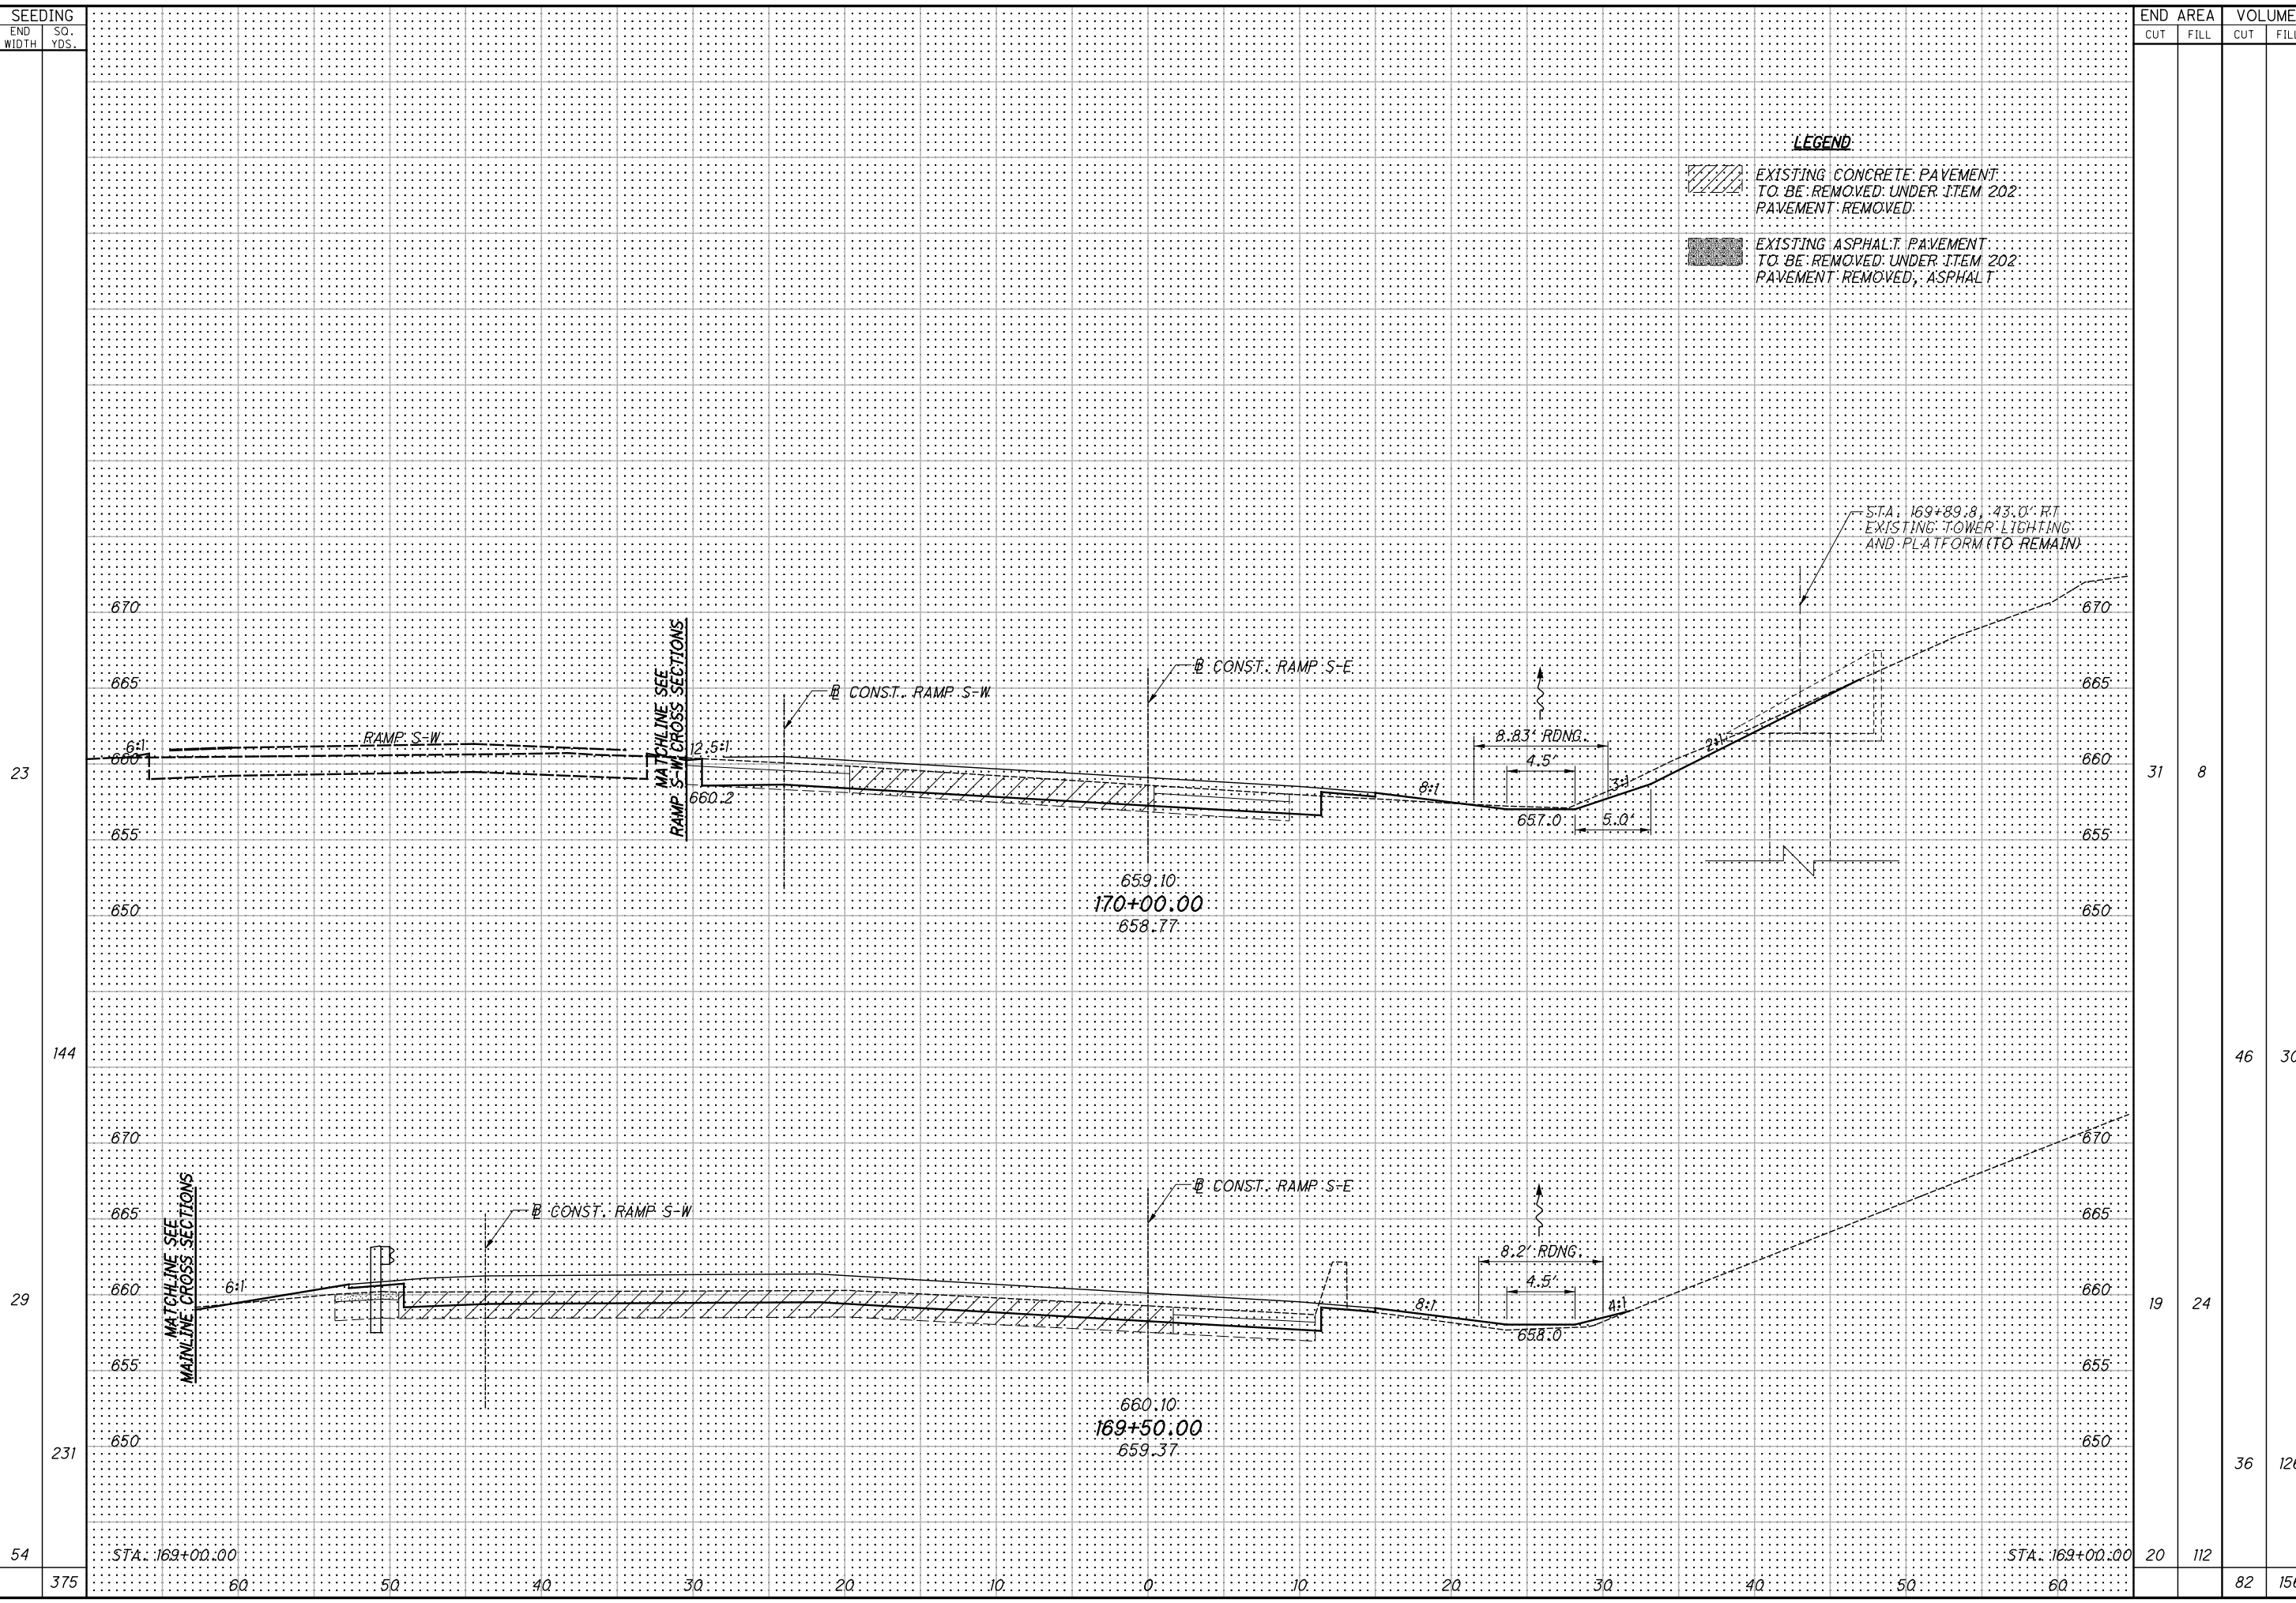 SEEDING
END WIDTH
SQ. YDS.
END AREA
VOLUME
CUT
FILL
CUT
LEGEND
EXISTING CONCRETE PAVEMENT
TO BE REMOVED UNDER ITEM 202
PAVEMENT REMOVED
EXISTING ASPHALT PAVEMENT
TO BE REMOVED UNDER ITEM 202
PAVEMENT REMOVED, ASPHALT
STA. 169+89.8, 43.0' RT
EXISTING TOWER LIGHTING
AND PLATFORM (TO REMAIN)
670
670
MATCHLINE SEE
RAMP S-W CROSS SECTIONS
℄ CONST. RAMP S-E
665
665
℄ CONST. RAMP S-W
6:1
RAMP S-W
12.5:1
8.83' RDNG.
2:1
660
4.5'
660
23
31
8
8:1
3:1
660.2
657.0
5.0'
655
655
659.10
170+00.00
658.77
650
650
144
46
670
670
MATCHLINE SEE
MAINLINE CROSS SECTIONS
℄ CONST. RAMP S-E
665
℄ CONST. RAMP S-W
665
8.2' RDNG.
4.5'
6:1
660
660
29
8:1
4:1
19
24
658.0
655
655
660.10
169+50.00
659.37
650
650
231
36
54
STA. 169+00.00
STA. 169+00.00
20
112
375
60
50
40
30
20
10
0
10
20
30
40
50
60
82